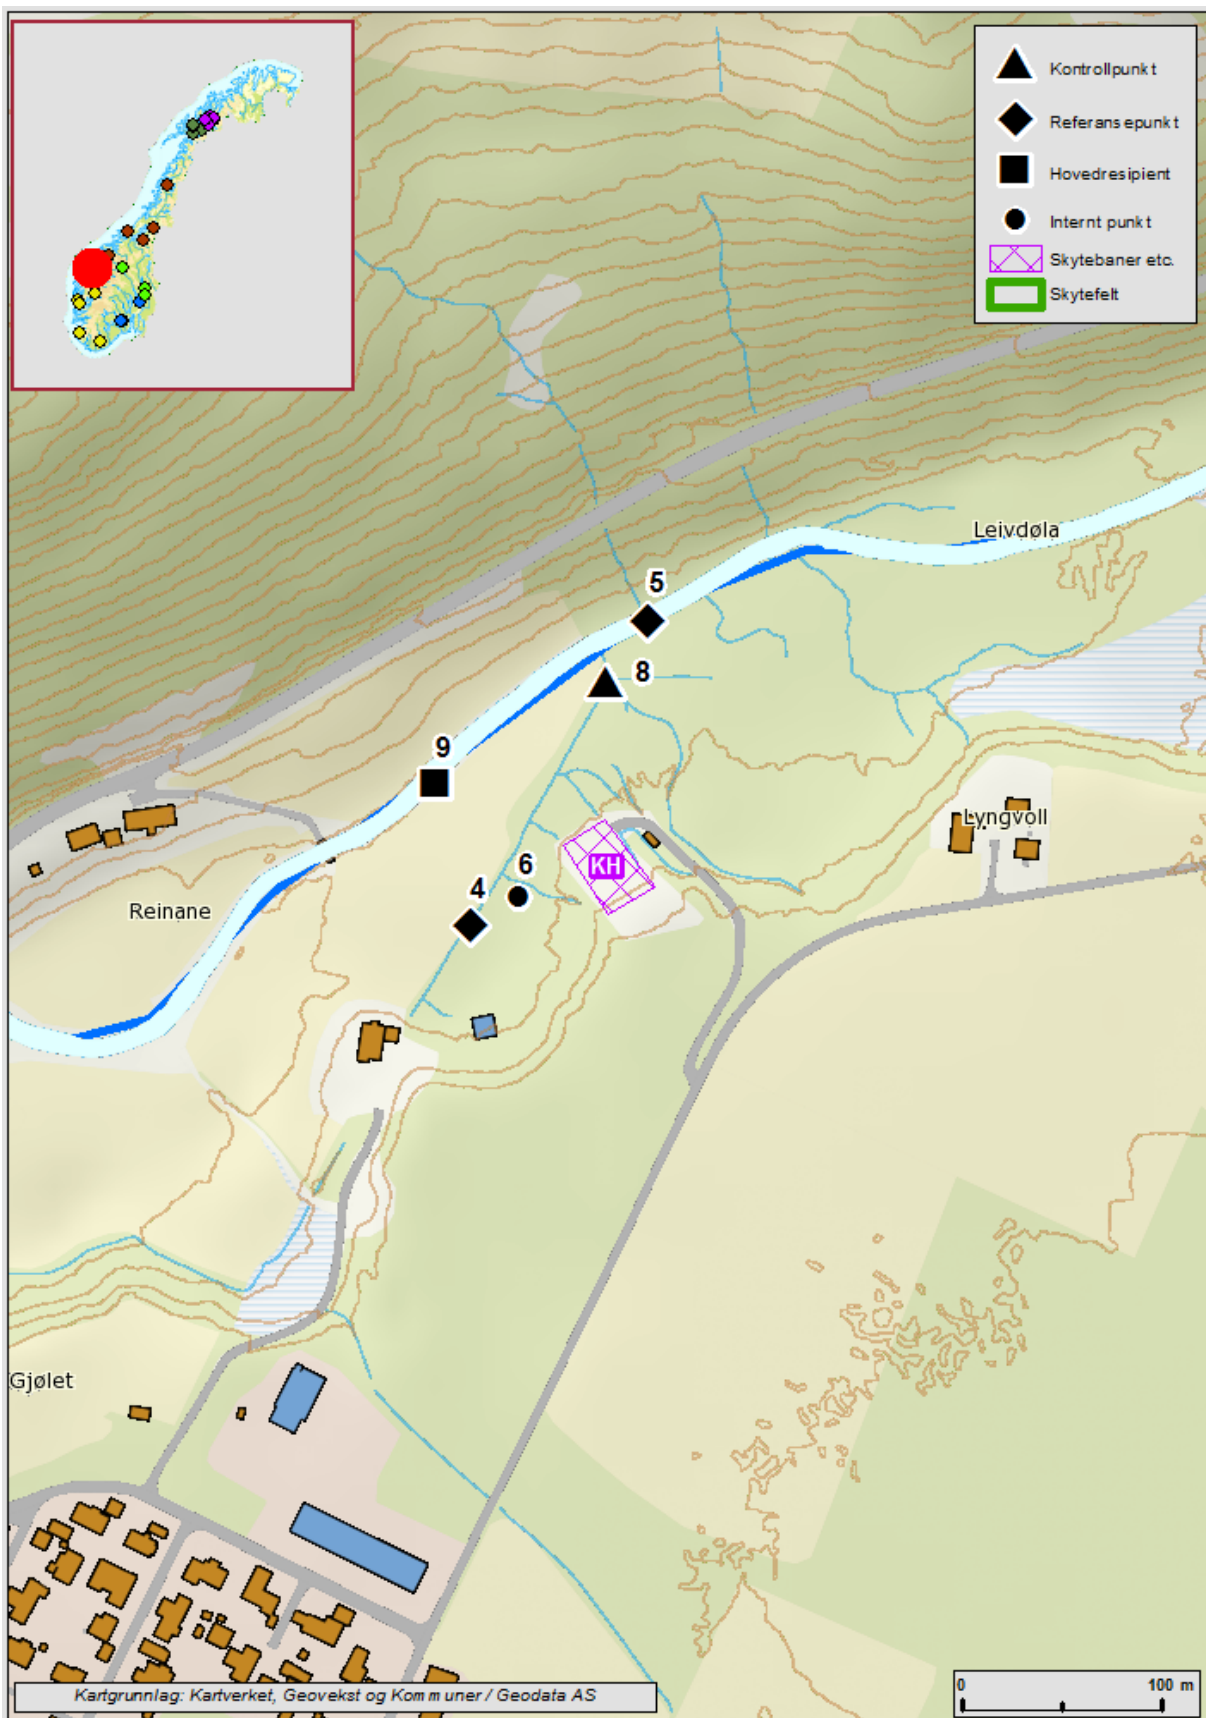 Kontrollpunkt
Referansepunkt
Hovedresipient
Internt punkt
Skytebaner etc.
Skytefelt
Leivdøla
5
8
9
Lyngvoll
KH
6
4
Reinane
Gjølet
Kartgrunnlag: Kartverket, Geovekst og Kommuner / Geodata AS
0 100 m